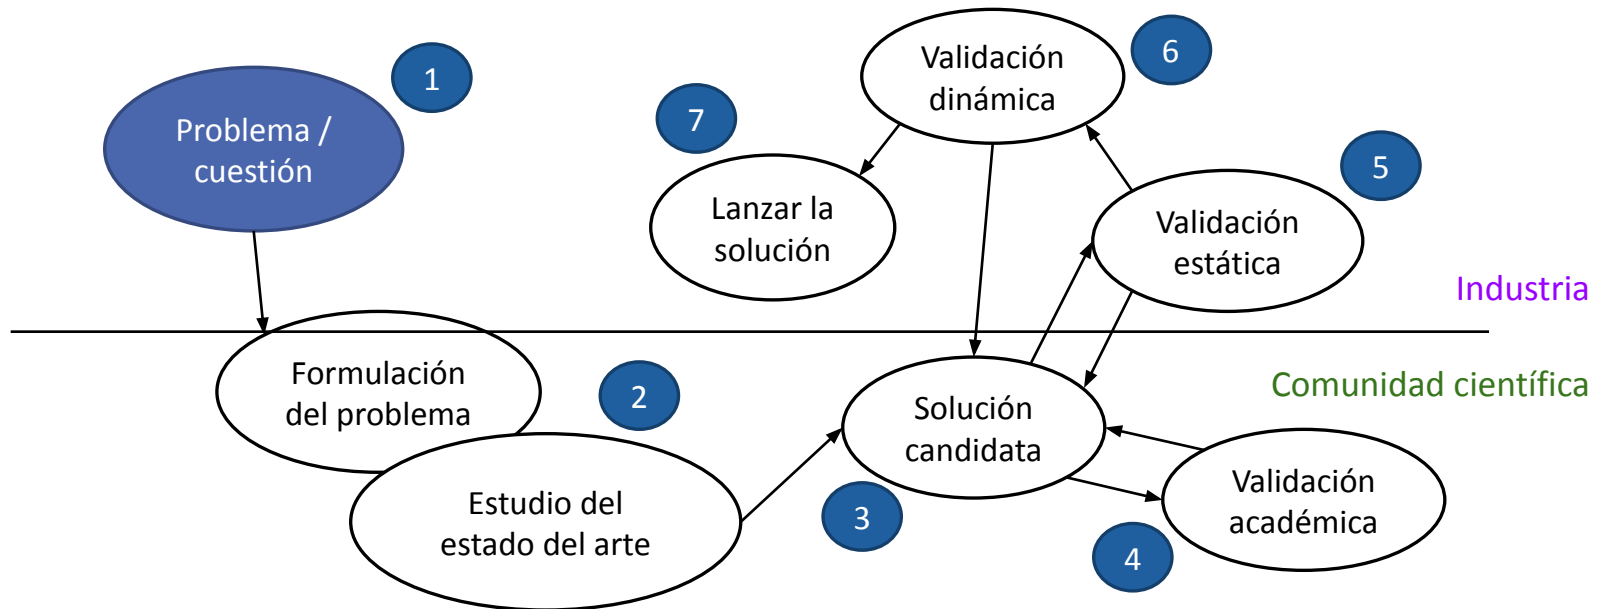 1
Problema /
cuestión
Formulación
del problema
2
Estudio del
estado del arte
Solución
candidata
3
Validación
académica
4
Validación
estática
5
Validación
dinámica
6
Lanzar la
solución
7
Industria
Comunidad científica